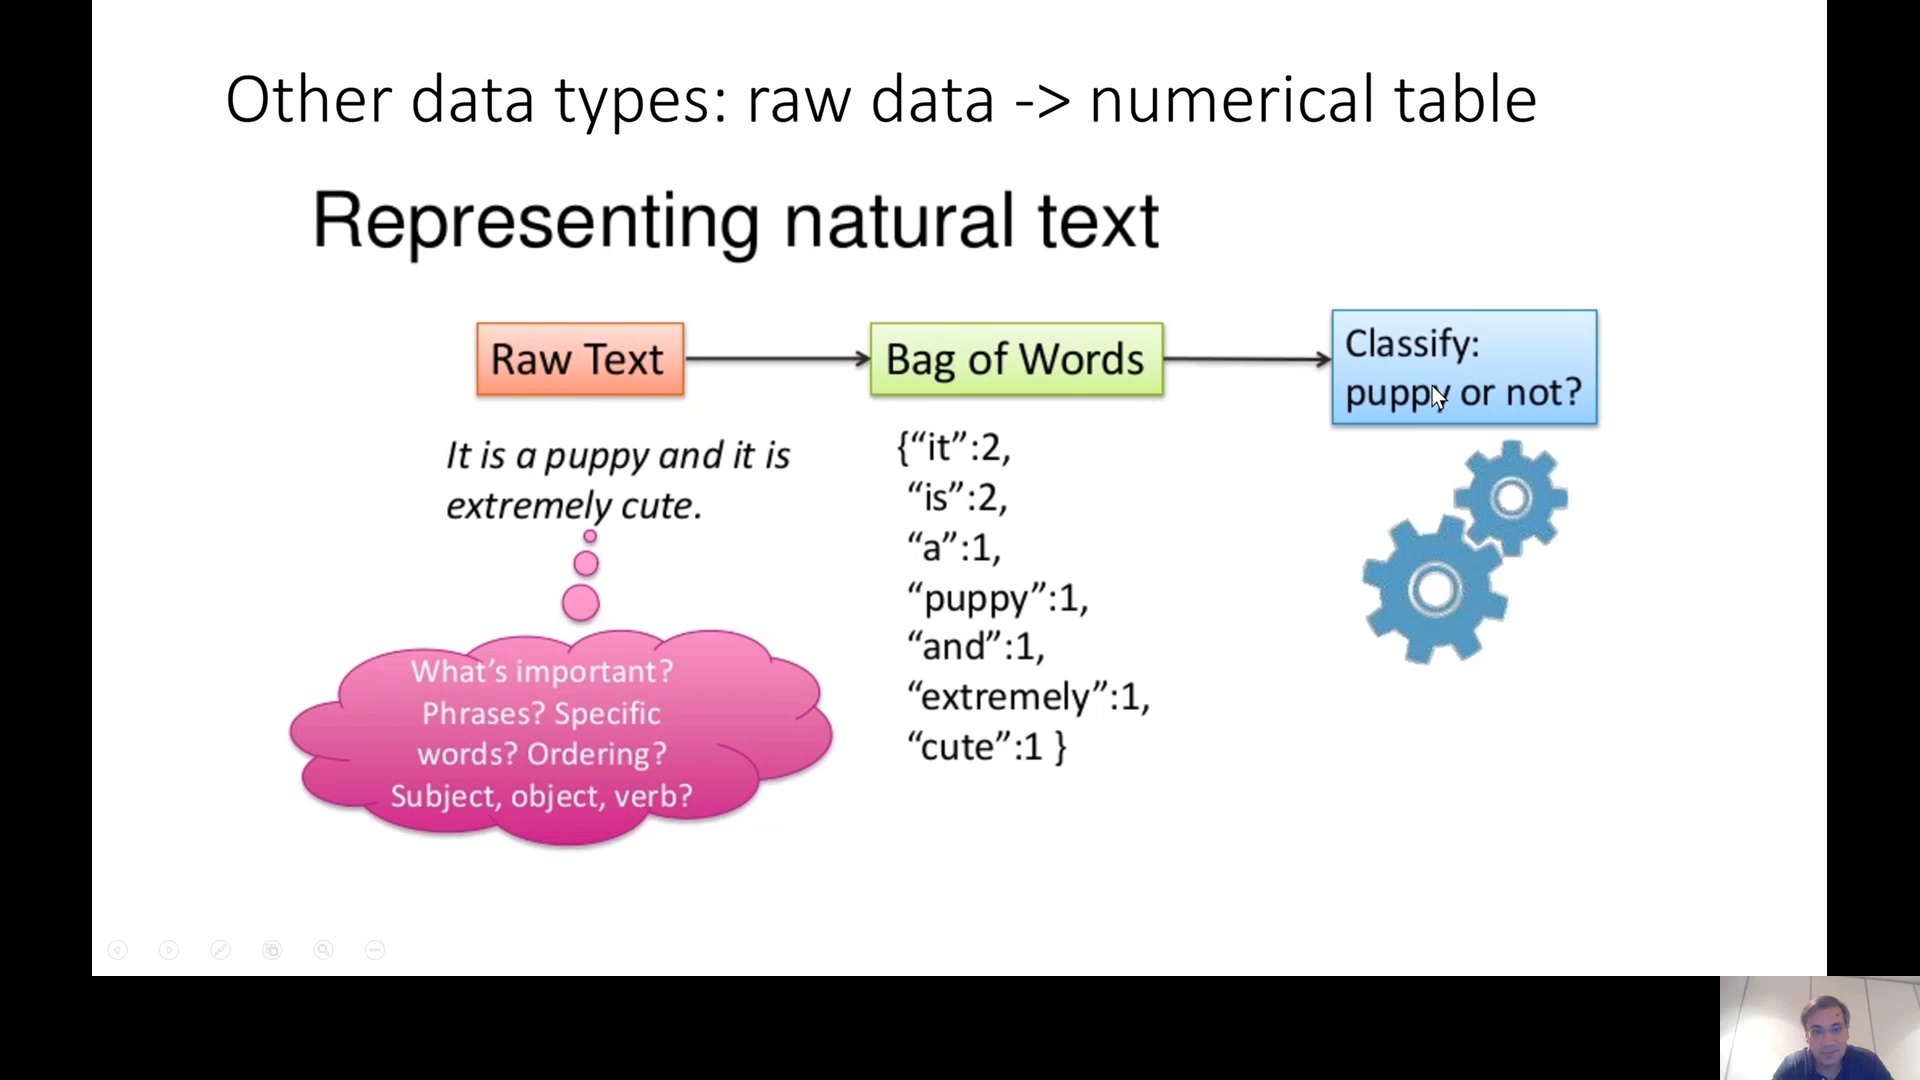 Other data types: raw data -> numerical table
Representing natural text
Raw Text
Bag of Words
Classify:
puppy or not?
It is a puppy and it is
extremely cute.
{“it”:2,
“is”:2,
“a”:1,
“puppy”:1,
“and”:1,
“extremely”:1,
“cute”:1 }
What’s important?
Phrases? Specific
words? Ordering?
Subject, object, verb?